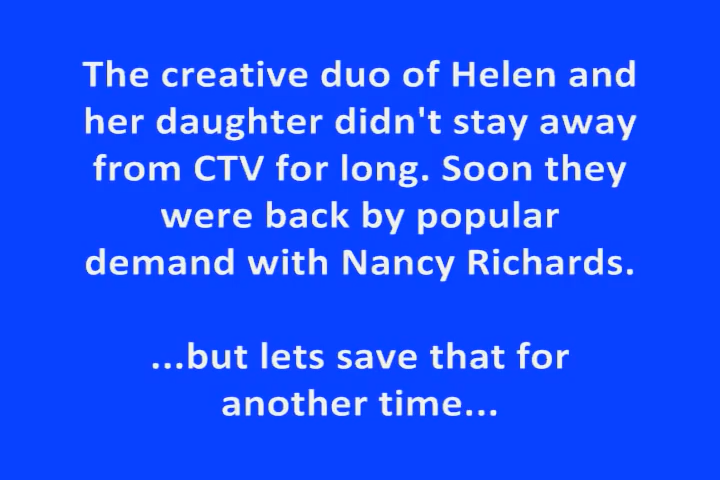 The creative duo of Helen and
her daughter didn't stay away
from CTV for long. Soon they
were back by popular
demand with Nancy Richards.
...but lets save that for
another time...